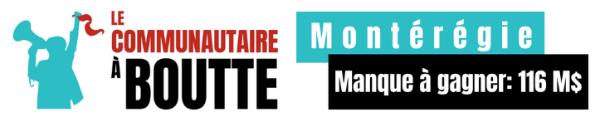 LE
COMMUNAUTAIRE
À BOUTTE
Montérégie
Manque à gagner: 116 M$